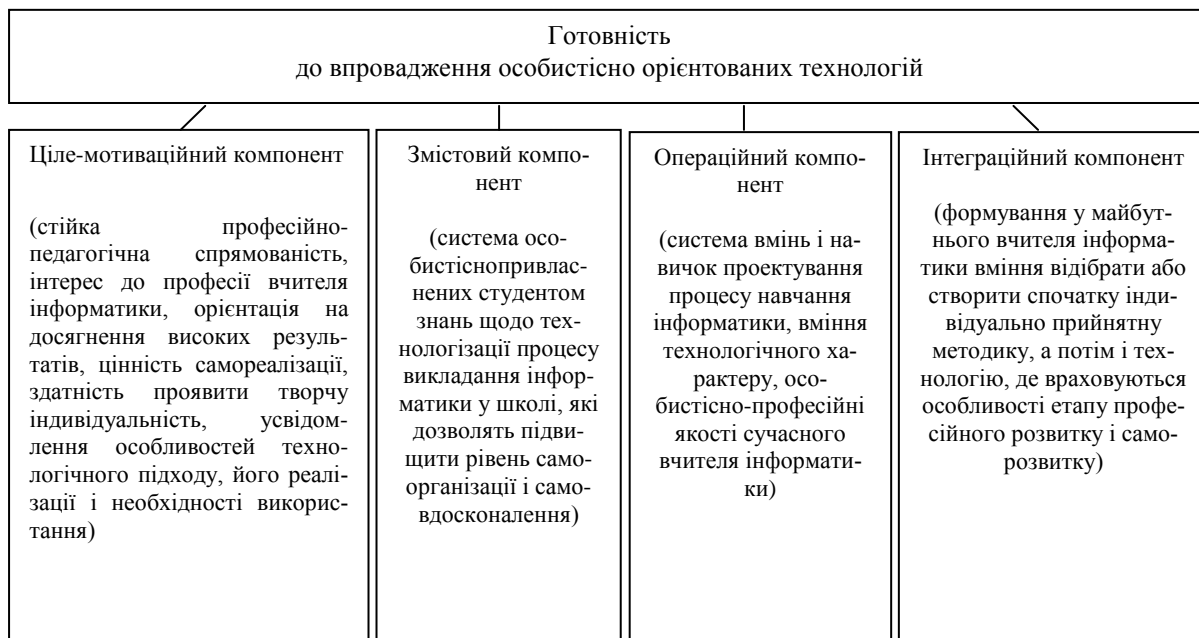 Готовність
до впровадження особистісно орієнтованих технологій
Ціле-мотиваційний компонент
(стійка професійно-
педагогічна спрямованість,
інтерес до професії вчителя
інформатики, орієнтація на
досягнення високих резуль-
татів, цінність самореалізації,
здатність проявити творчу
індивідуальність, усвідом-
лення особливостей техно-
логічного підходу, його реалі-
зації і необхідності викорис-
тання)
Змістовий компо-
нент
(система осо-
бистіснопривлас-
нених студентом
знань щодо тех-
нологізації процесу
викладання інфор-
матики у школі, які
дозволять підви-
щити рівень само-
організації і само-
вдосконалення)
Операційний компо-
нент
(система вмінь і на-
вичок проектування
процесу навчання
інформатики, вміння
технологічного ха-
рактеру, осо-
бистісно-професійні
якості сучасного
вчителя інформати-
ки)
Інтеграційний компонент
(формування у майбут-
нього вчителя інформа-
тики вміння відібрати або
створити спочатку інди-
відуально прийнятну
методику, а потім і тех-
нологію, де враховуються
особливості етапу профе-
сійного розвитку і само-
розвитку)